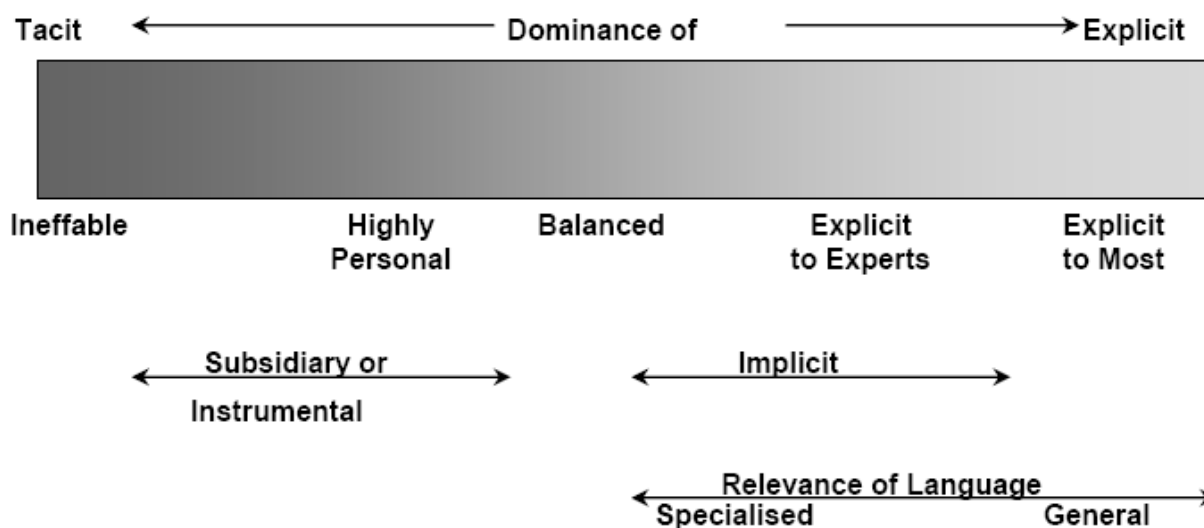 Tacit Dominance of Explicit
Ineffable Highly Balanced Explicit Explicit
Personal to Experts to Most
Subsidiary or Implicit
Instrumental
Relevance of Language
Specialised General